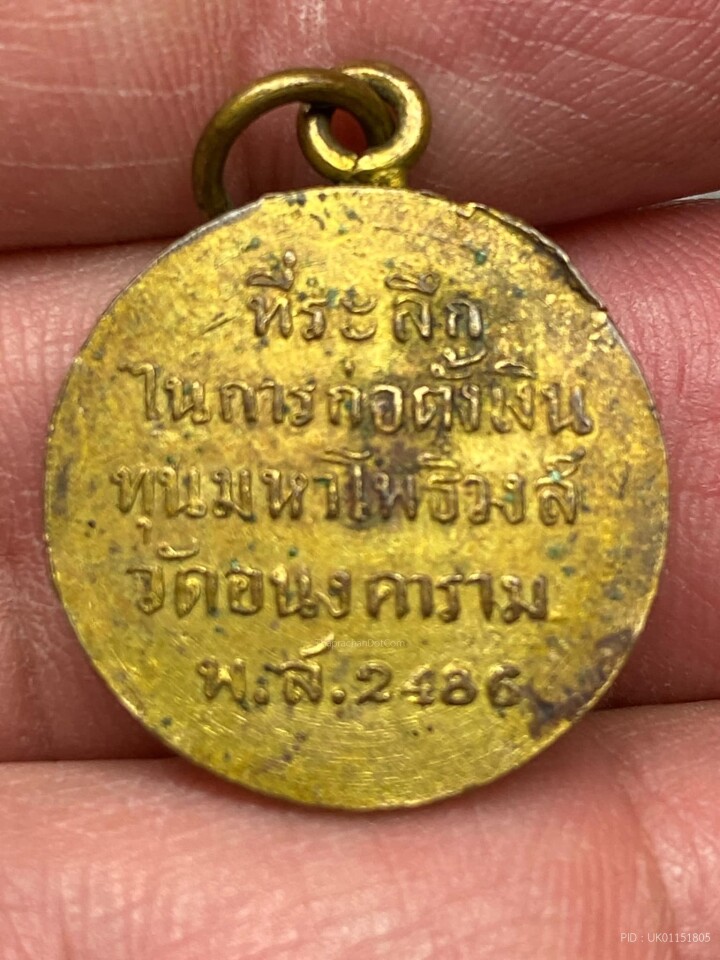 ที่ระลึก
ในการก่อตั้งเงิน
ทุนมหาโพธิวงส์
วัดอนงคาราม
พ.ส.2486
PID : UK01151805